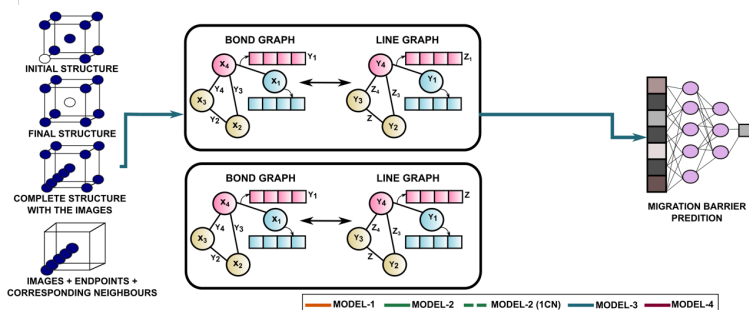 INITIAL STRUCTURE
FINAL STRUCTURE
COMPLETE STRUCTURE
WITH THE IMAGES
IMAGES + ENDPOINTS +
CORRESPONDING NEIGHBOURS
BOND GRAPH
LINE GRAPH
X4
Y1
X1
Y4
Y3
X3
Y2
X2
Y4
Z1
Y1
Z4
Z3
Y3
Z
Y2
BOND GRAPH
LINE GRAPH
X4
Y1
X1
Y4
Y3
X3
Y2
X2
Y4
Z
Y1
Z4
Z3
Y3
Z
Y2
MIGRATION BARRIER
PREDITION
MODEL-1 MODEL-2 MODEL-2 (1CN) MODEL-3 MODEL-4